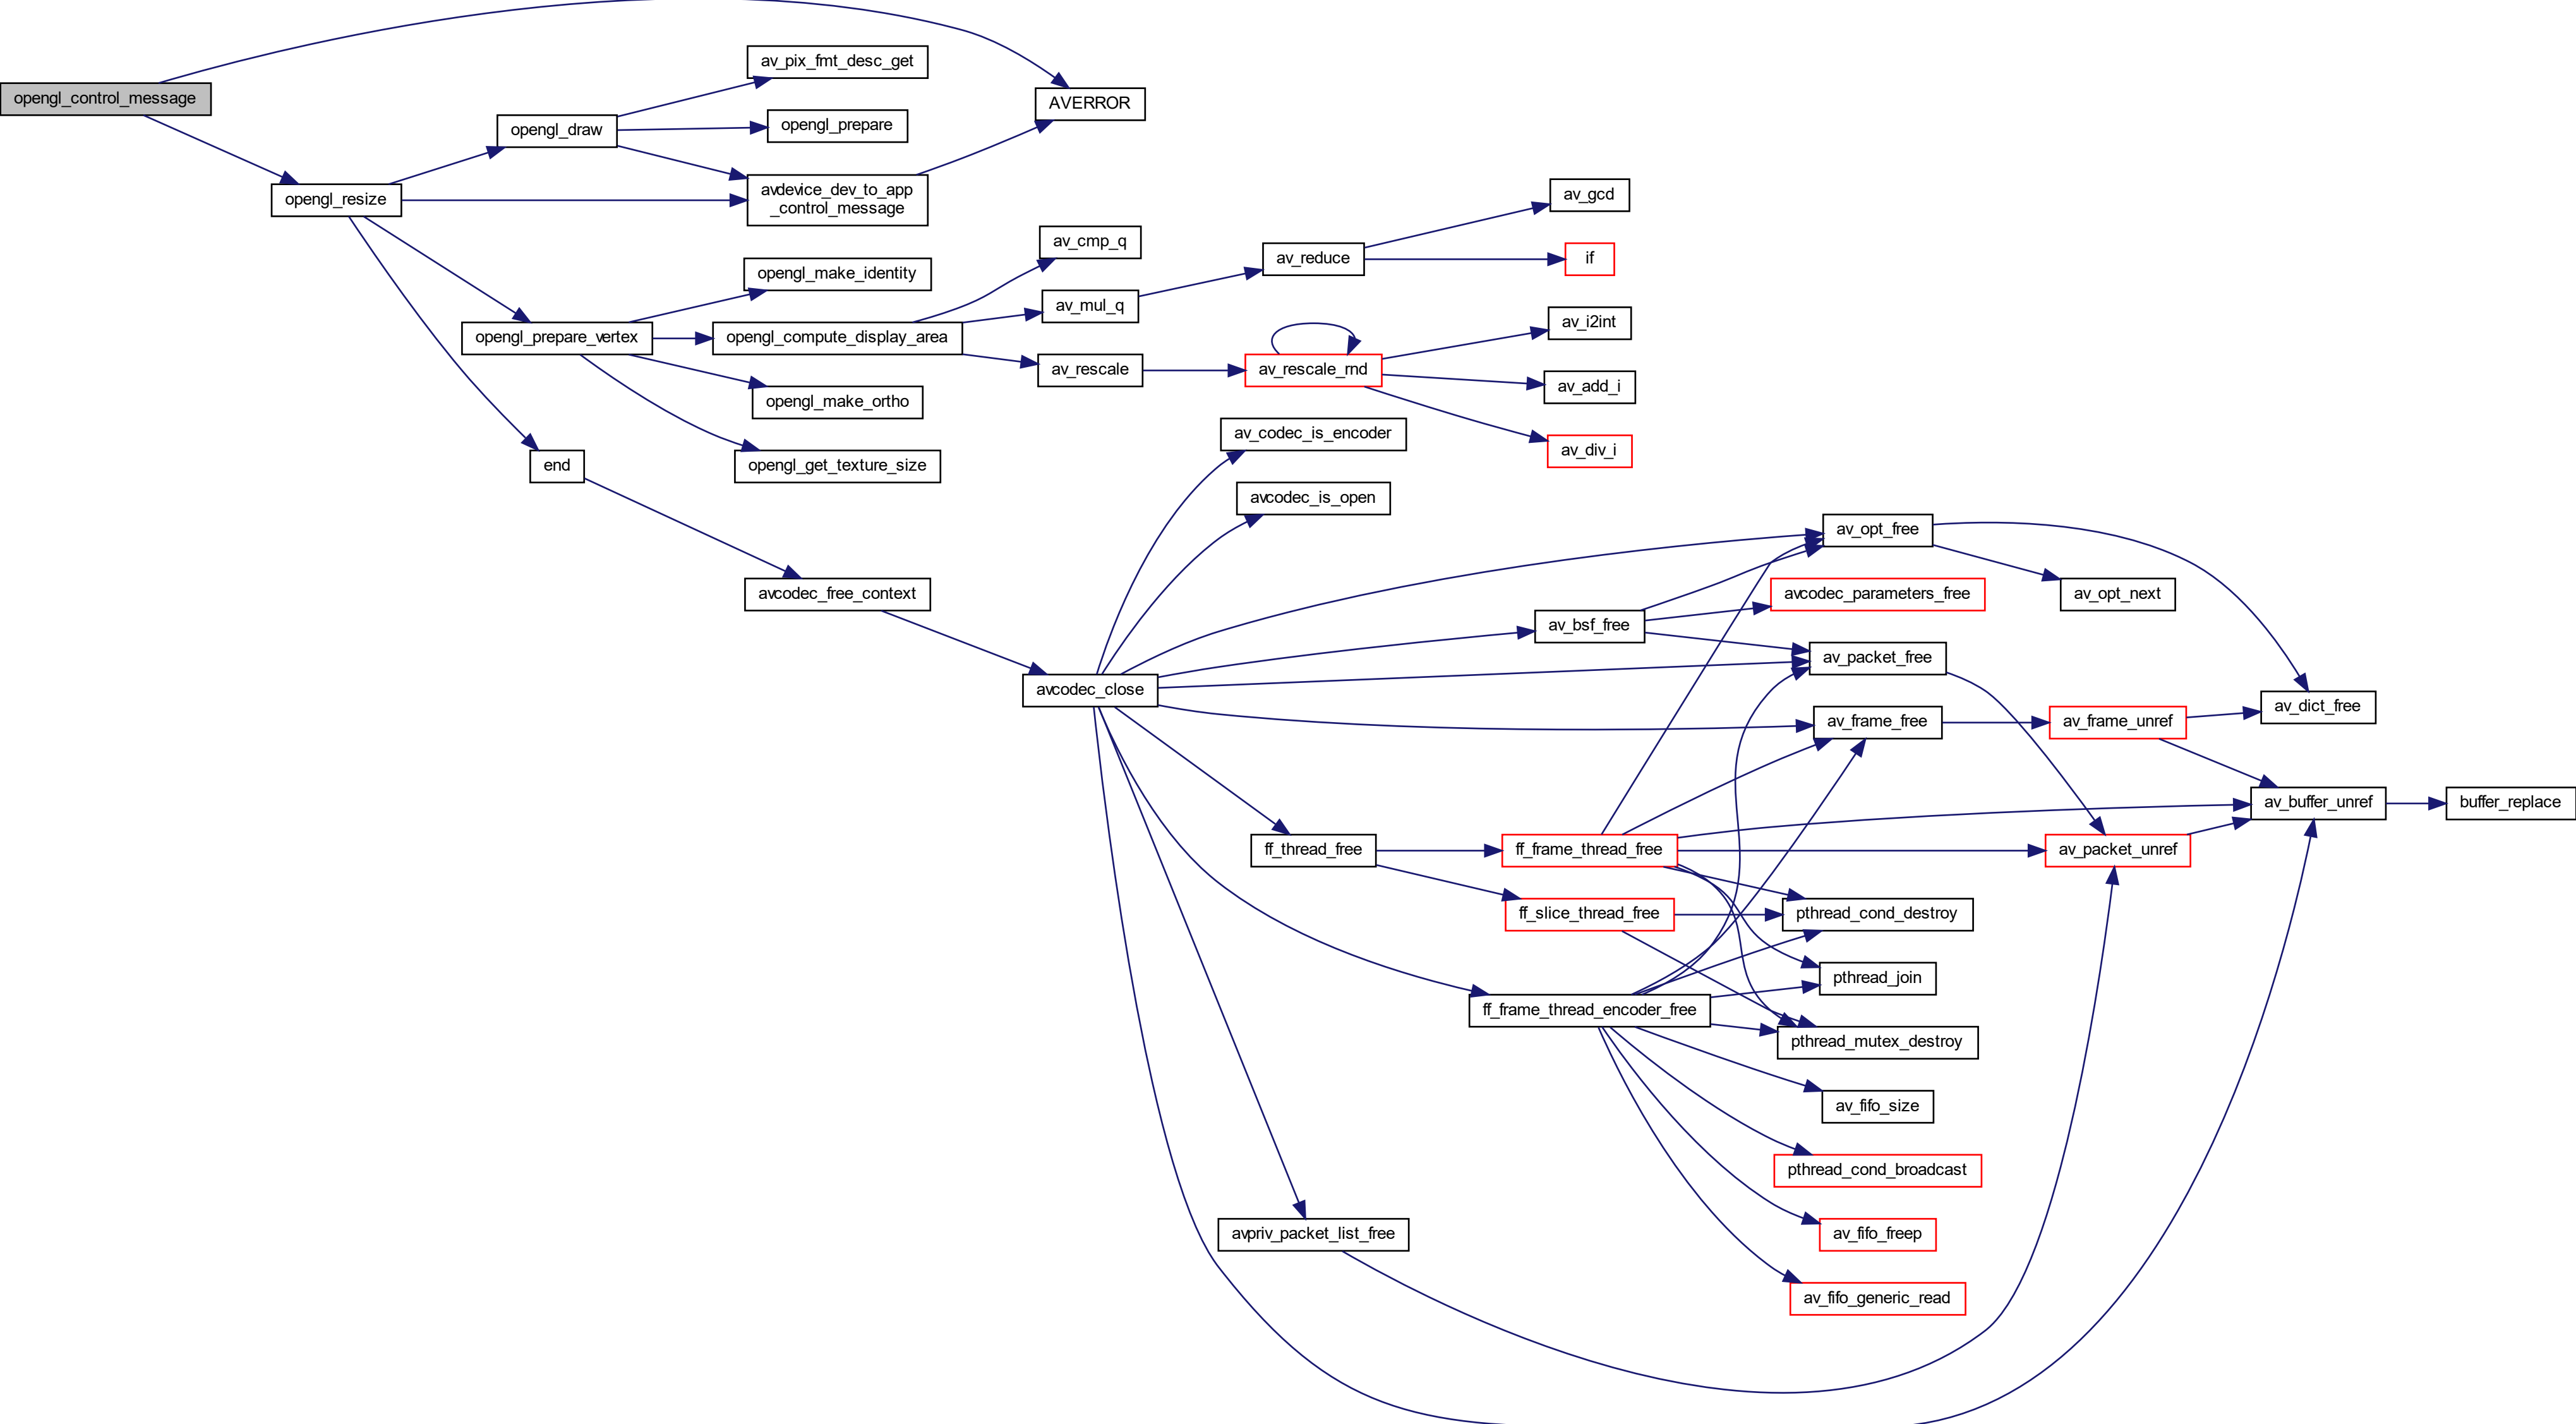 opengl_control_message
opengl_resize
opengl_draw
av_pix_fmt_desc_get
opengl_prepare
avdevice_dev_to_app
_control_message
AVERROR
opengl_prepare_vertex
opengl_make_identity
opengl_compute_display_area
opengl_make_ortho
opengl_get_texture_size
av_cmp_q
av_mul_q
av_rescale
av_reduce
av_gcd
if
av_rescale_rnd
av_i2int
av_add_i
av_div_i
end
avcodec_free_context
avcodec_close
av_codec_is_encoder
avcodec_is_open
av_opt_free
av_opt_next
av_bsf_free
avcodec_parameters_free
av_packet_free
av_frame_free
av_frame_unref
av_dict_free
av_buffer_unref
buffer_replace
av_packet_unref
ff_thread_free
ff_frame_thread_free
ff_slice_thread_free
pthread_cond_destroy
pthread_join
ff_frame_thread_encoder_free
pthread_mutex_destroy
av_fifo_size
pthread_cond_broadcast
av_fifo_freep
av_fifo_generic_read
avpriv_packet_list_free